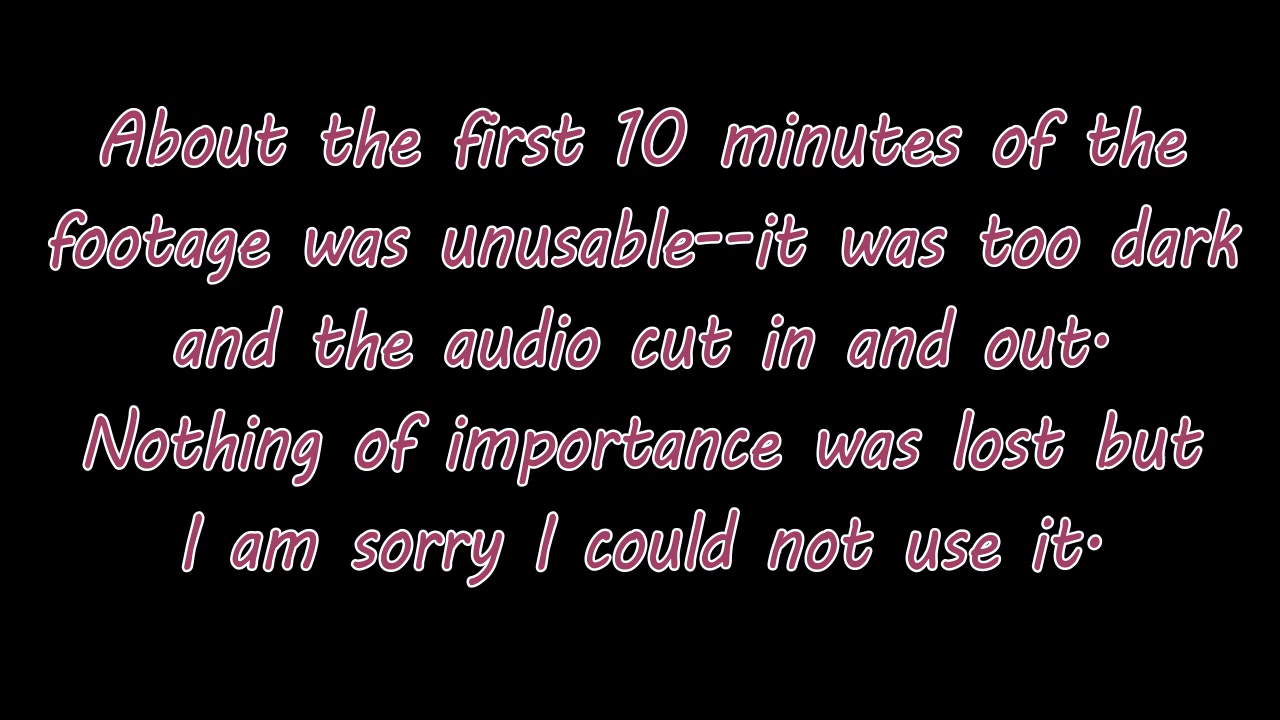 About the first 10 minutes of the
footage was unusable--it was too dark
and the audio cut in and out.
Nothing of importance was lost but
I am sorry I could not use it.